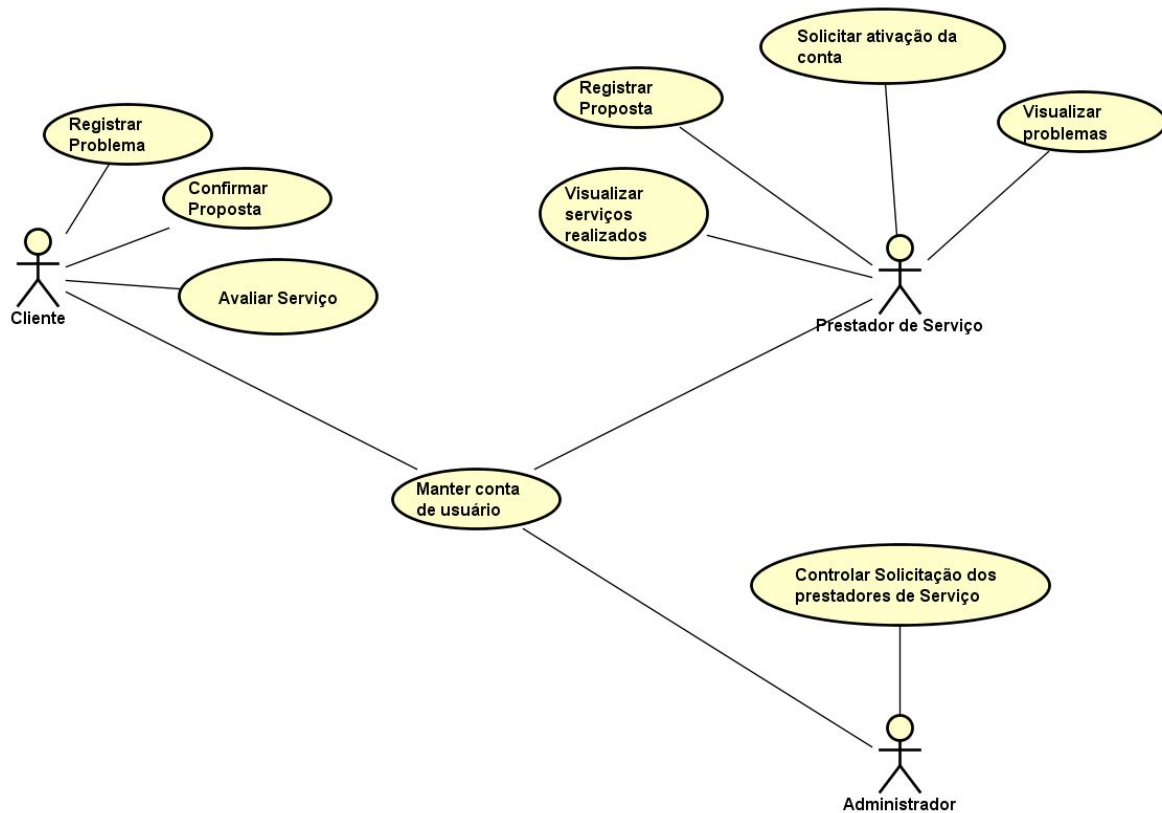 Solicitar ativação da
conta
Registrar
Proposta
Visualizar
problemas
Registrar
Problema
Confirmar
Proposta
Visualizar
serviços
realizados
Avaliar Serviço
Cliente
Prestador de Serviço
Manter conta
de usuário
Controlar Solicitação dos
prestadores de Serviço
Administrador